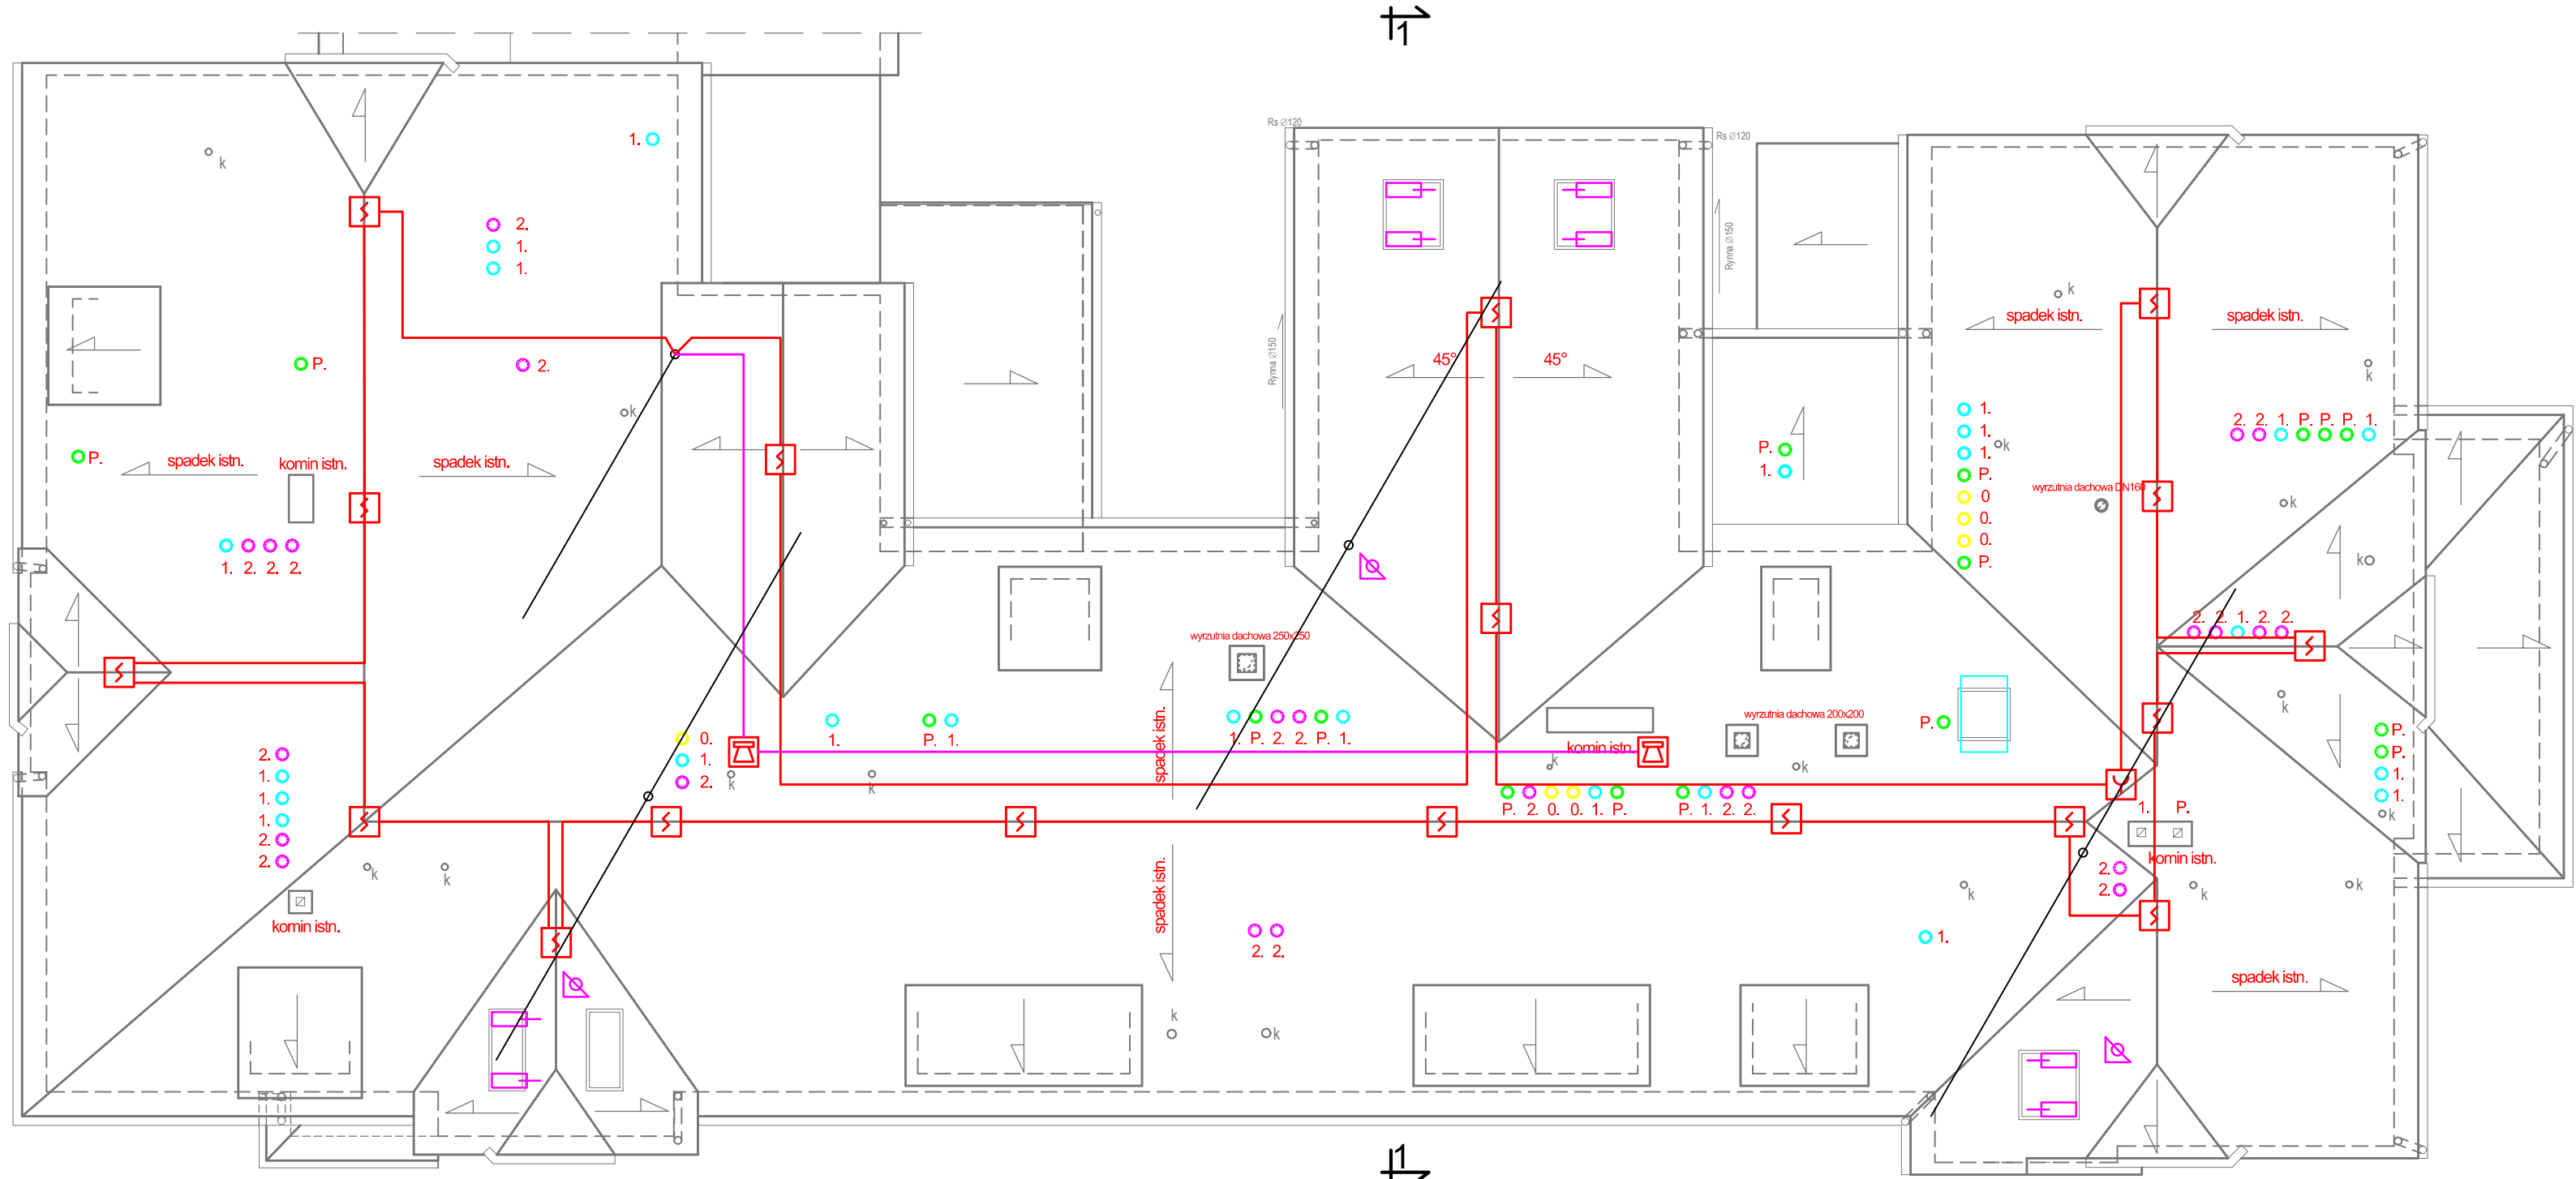 1
Rs Ø120
Rs Ø120
1.
k
2.
1.
1.
Rynna Ø150
Rynna Ø150
k
spadek istn.
spadek istn.
45°
45°
P.
2.
k
k
1.
1.
k
1.
P.
0
0.
0.
P.
2. 2. 1. P. P. P. 1.
P.
1.
P.
spadek istn.
komin istn.
spadek istn.
wyrzutnia dachowa DN160
k
k
1. 2. 2. 2.
2. 2. 1. 2. 2.
wyrzutnia dachowa 250x250
k
spadek istn.
wyrzutnia dachowa 200x200
P.
P.
P.
1.
1.
k
0.
1.
2.
1.
P. 1.
1. P. 2. 2. P. 1.
komin istn.
k
k
k
k
2.
1.
1.
1.
2.
2.
P. 2. 0. 0. 1. P.
P. 1. 2. 2.
1. P.
komin istn.
2.
2.
k
k
k
k
k
komin istn.
spadek istn.
2. 2.
1.
spadek istn.
k
k
1